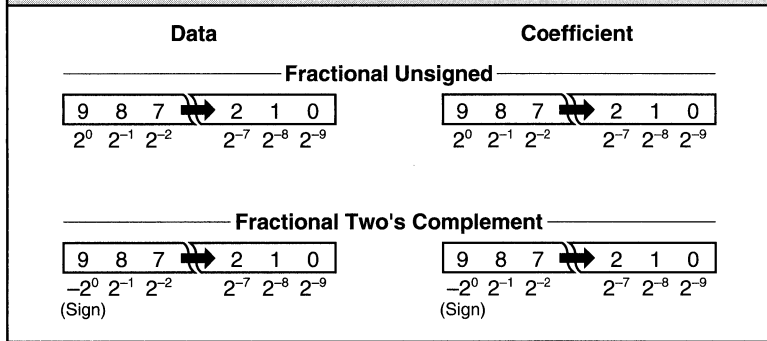 Data Coefficient
Fractional Unsigned
9 8 7 2 1 0 9 8 7 2 1 0
2⁰ 2⁻¹ 2⁻² 2⁻⁷ 2⁻⁸ 2⁻⁹ 2⁰ 2⁻¹ 2⁻² 2⁻⁷ 2⁻⁸ 2⁻⁹
Fractional Two's Complement
9 8 7 2 1 0 9 8 7 2 1 0
–2⁰ 2⁻¹ 2⁻² 2⁻⁷ 2⁻⁸ 2⁻⁹ –2⁰ 2⁻¹ 2⁻² 2⁻⁷ 2⁻⁸ 2⁻⁹
(Sign) (Sign)